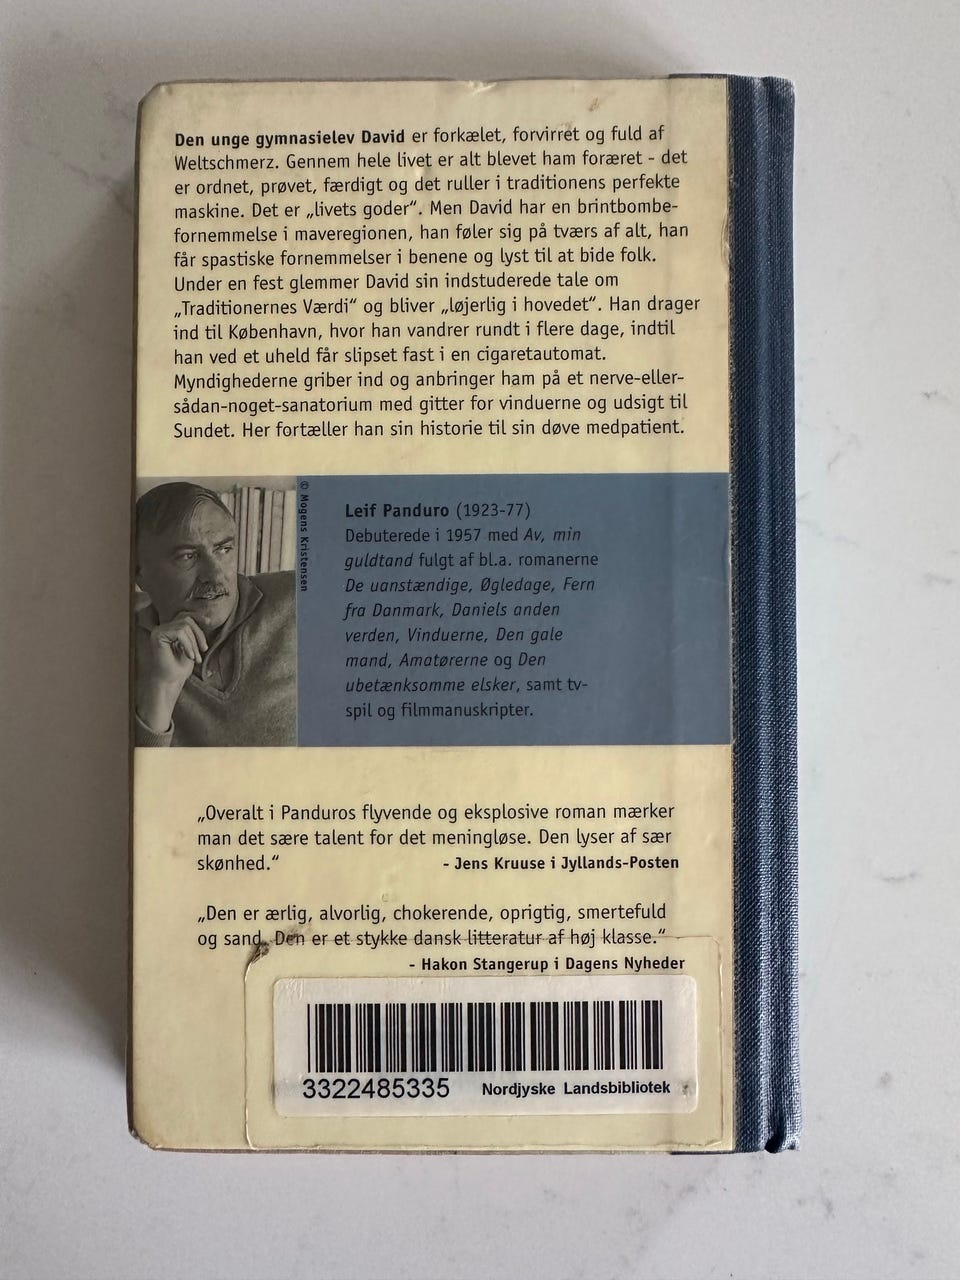 Den unge gymnasielev David er forkælet, forvirret og fuld af
Weltschmerz. Gennem hele livet er alt blevet ham foræret - det
er ordnet, prøvet, færdigt og det ruller i traditionens perfekte
maskine. Det er „livets goder“. Men David har en brintbombe-
fornemmelse i maveregionen, han føler sig på tværs af alt, han
får spastiske fornemmelser i benene og lyst til at bide folk.
Under en fest glemmer David sin indstuderede tale om
„Traditionernes Værdi“ og bliver „løjerlig i hovedet“. Han drager
ind til København, hvor han vandrer rundt i flere dage, indtil
han ved et uheld får slipset fast i en cigaretautomat.
Myndighederne griber ind og anbringer ham på et nerve-eller-
sådan-noget-sanatorium med gitter for vinduerne og udsigt til
Sundet. Her fortæller han sin historie til sin døve medpatient.
© Mogens Kristensen
Leif Panduro (1923-77)
Debuterede i 1957 med Av, min
guldtand fulgt af bl.a. romanerne
De uanstændige, Øgledage, Fern
fra Danmark, Daniels anden
verden, Vinduerne, Den gale
mand, Amatørerne og Den
ubetænksomme elsker, samt tv-
spil og filmmanuskripter.
„Overalt i Panduros flyvende og eksplosive roman mærker
man det sære talent for det meningløse. Den lyser af sær
skønhed.“ - Jens Kruuse i Jyllands-Posten
„Den er ærlig, alvorlig, chokerende, oprigtig, smertefuld
og sand. Den er et stykke dansk litteratur af høj klasse.“
- Hakon Stangerup i Dagens Nyheder
3322485335 Nordjyske Landsbibliotek